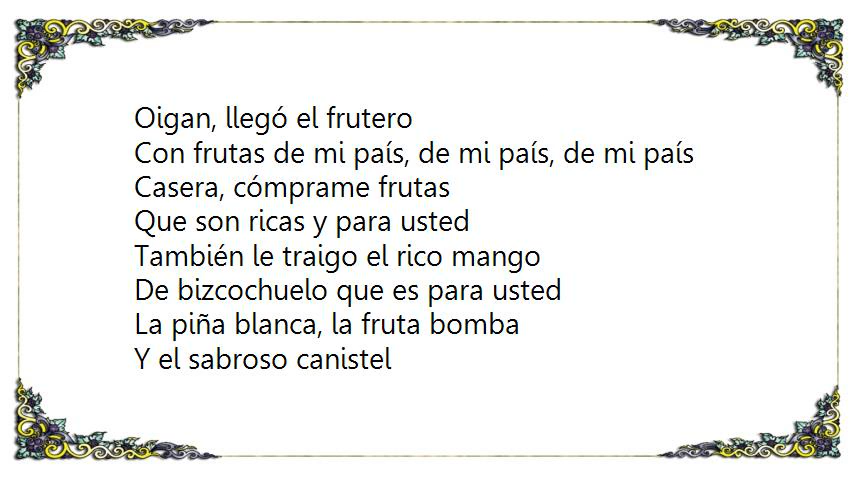 Oigan, llegó el frutero
Con frutas de mi país, de mi país, de mi país
Casera, cómprame frutas
Que son ricas y para usted
También le traigo el rico mango
De bizcochuelo que es para usted
La piña blanca, la fruta bomba
Y el sabroso canistel